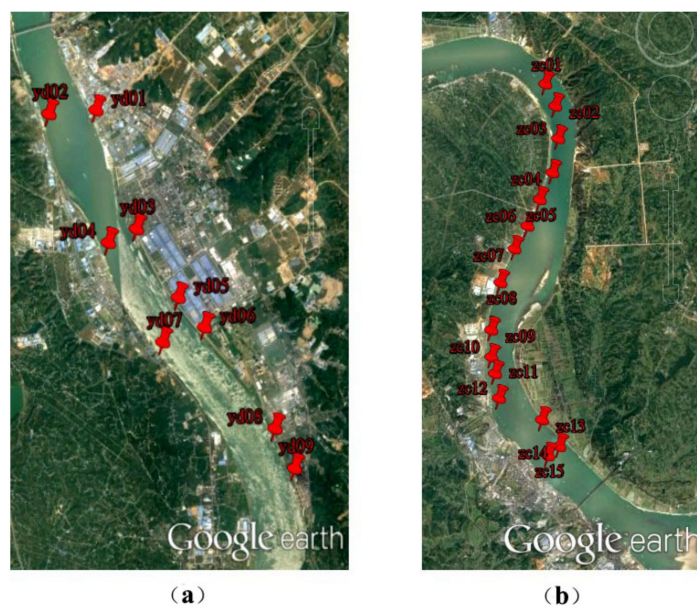 yd02
yd01
yd03
yd04
yd05
yd06
yd07
yd08
yd09
Google earth
(a)
zc01
zc02
zc03
zc04
zc05
zc06
zc07
zc08
zc09
zc10
zc11
zc12
zc13
zc14
zc15
Google earth
(b)